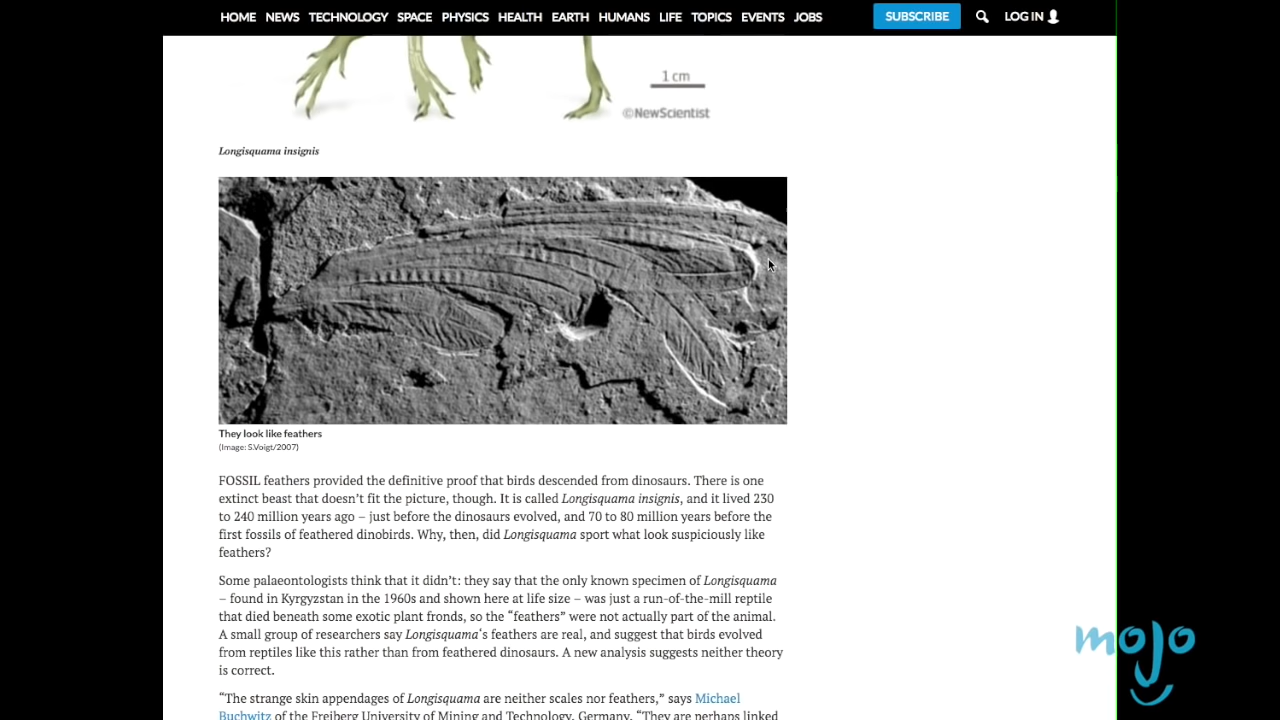 HOME NEWS TECHNOLOGY SPACE PHYSICS HEALTH EARTH HUMANS LIFE TOPICS EVENTS JOBS SUBSCRIBE LOG IN
1 cm
©NewScientist
Longisquama insignis
They look like feathers
(Image: S.Voigt/2007)
FOSSIL feathers provided the definitive proof that birds descended from dinosaurs. There is one
extinct beast that doesn’t fit the picture, though. It is called Longisquama insignis, and it lived 230
to 240 million years ago – just before the dinosaurs evolved, and 70 to 80 million years before the
first fossils of feathered dinobirds. Why, then, did Longisquama sport what look suspiciously like
feathers?
Some palaeontologists think that it didn’t: they say that the only known specimen of Longisquama
– found in Kyrgyzstan in the 1960s and shown here at life size – was just a run-of-the-mill reptile
that died beneath some exotic plant fronds, so the “feathers” were not actually part of the animal.
A small group of researchers say Longisquama‘s feathers are real, and suggest that birds evolved
from reptiles like this rather than from feathered dinosaurs. A new analysis suggests neither theory
is correct.
“The strange skin appendages of Longisquama are neither scales nor feathers,” says Michael
Buchwitz of the Freiberg University of Mining and Technology, Germany. “They are perhaps linked
mojo